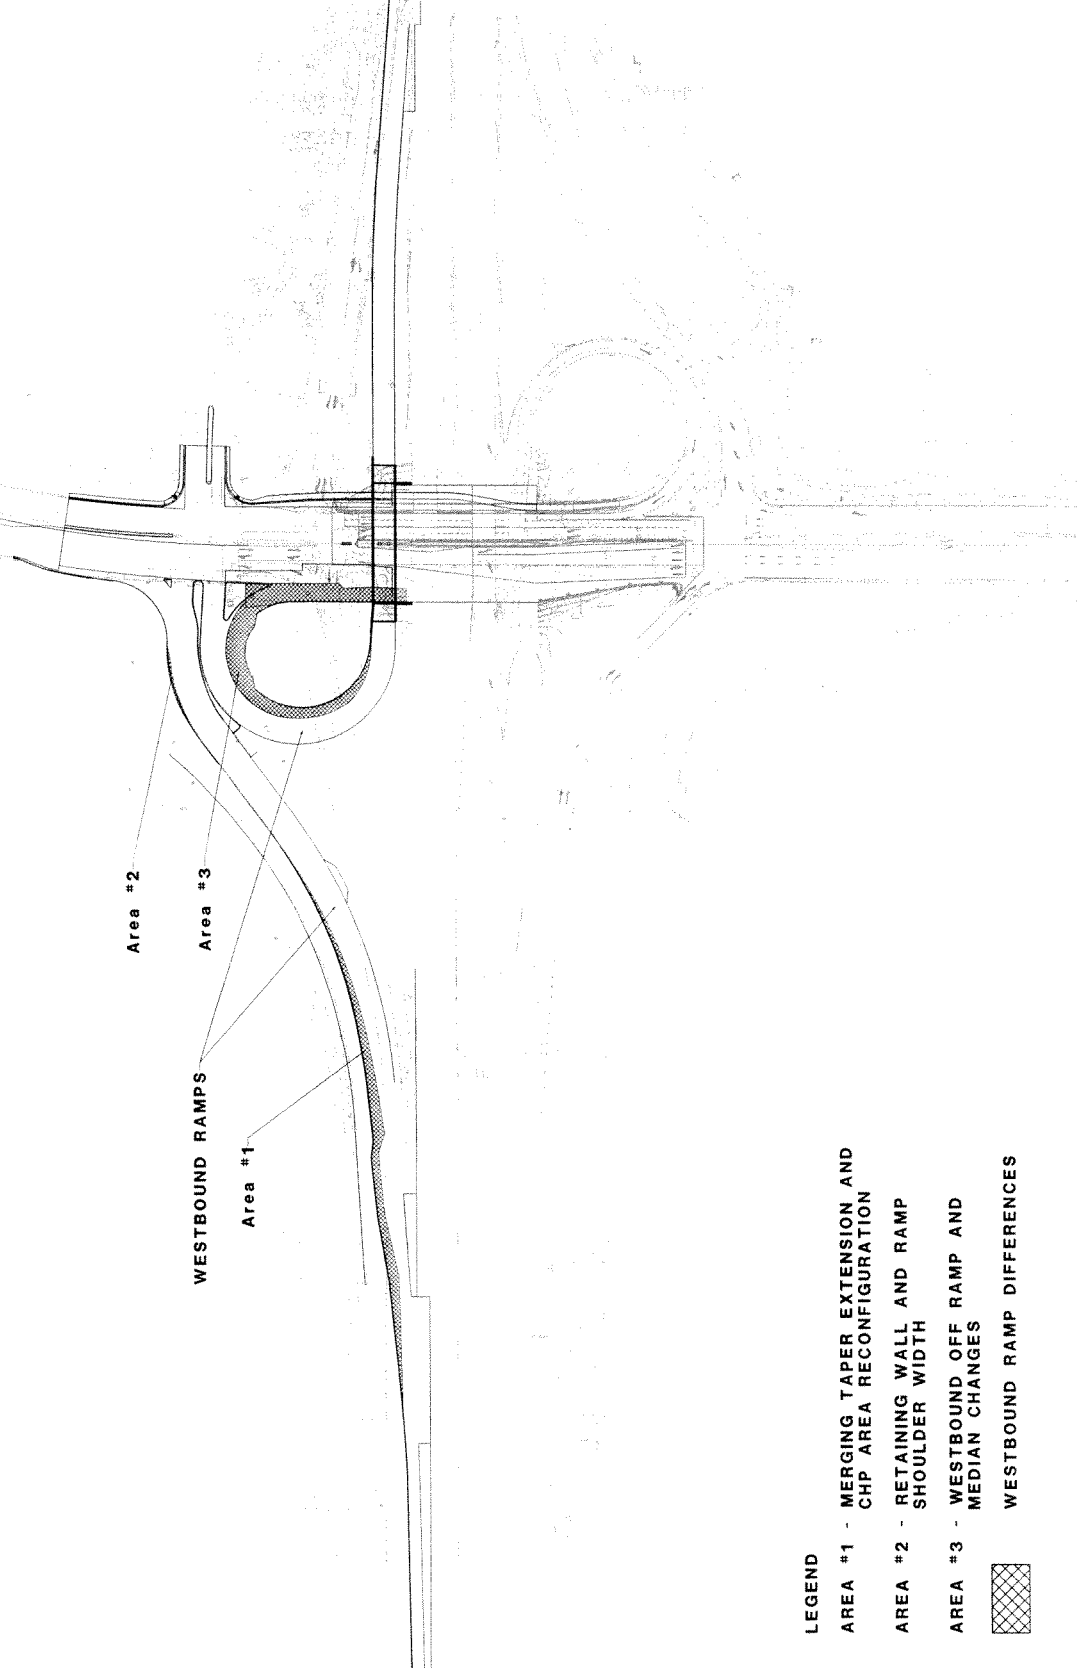 Area #2
Area #3
WESTBOUND RAMPS
Area #1
LEGEND
AREA #1 - MERGING TAPER EXTENSION AND
CHP AREA RECONFIGURATION
AREA #2 - RETAINING WALL AND RAMP
SHOULDER WIDTH
AREA #3 - WESTBOUND OFF RAMP AND
MEDIAN CHANGES
WESTBOUND RAMP DIFFERENCES